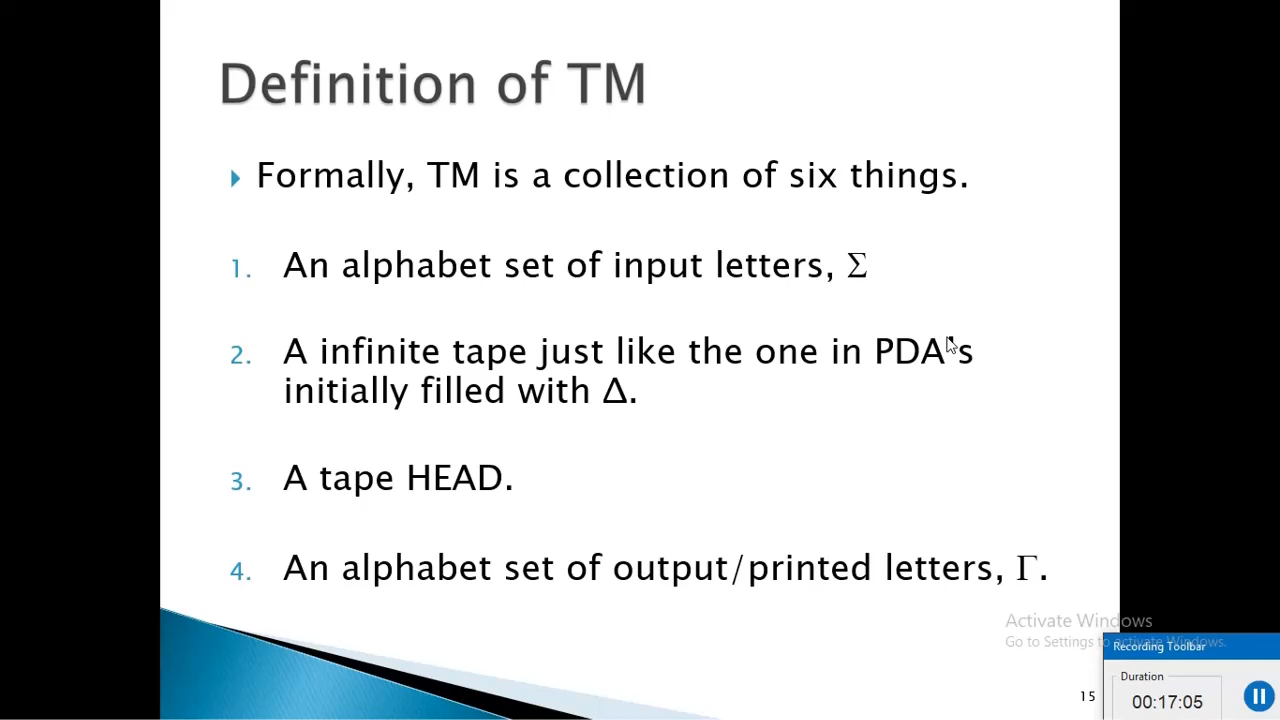 Definition of TM
Formally, TM is a collection of six things.
1. An alphabet set of input letters, Σ
2. A infinite tape just like the one in PDA's
initially filled with Δ.
3. A tape HEAD.
4. An alphabet set of output/printed letters, Γ.
Activate Windows
Go to Settings to activate Windows.
Recording Toolbar
Duration
15
00:17:05